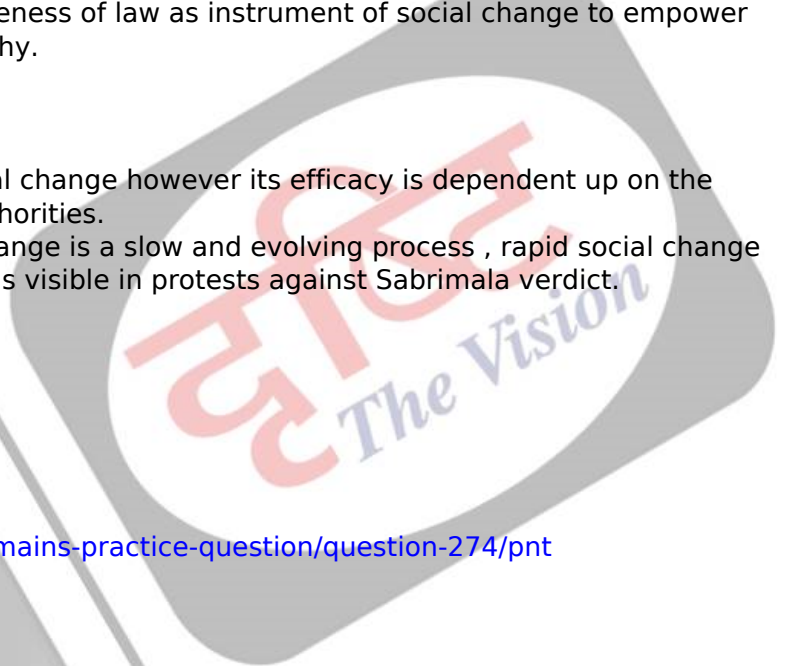 eness of law as instrument of social change to empower
hy.
l change however its efficacy is dependent up on the
horities.
ange is a slow and evolving process , rapid social change
s visible in protests against Sabrimala verdict.
दृष्टि
The Vision
mains-practice-question/question-274/pnt